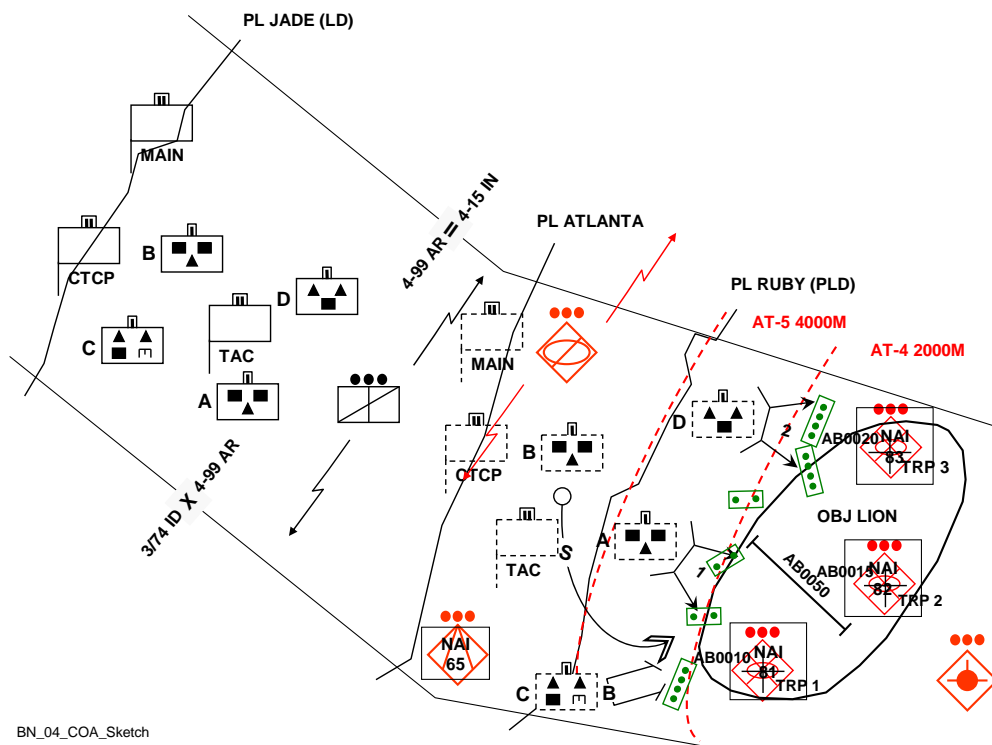 PL JADE (LD)
MAIN
4-99 AR = 4-15 IN
PL ATLANTA
B
CTCP
D
PL RUBY (PLD)
AT-5 4000M
TAC
C
E
MAIN
AT-4 2000M
A
D
2
AB0020
NAI
83
TRP 3
CTCP
B
3/74 ID X 4-99 AR
OBJ LION
S
A
TAC
1
AB0050
AB0015
NAI
82
TRP 2
NAI
65
AB0010
NAI
81
TRP 1
C
E
B
BN_04_COA_Sketch